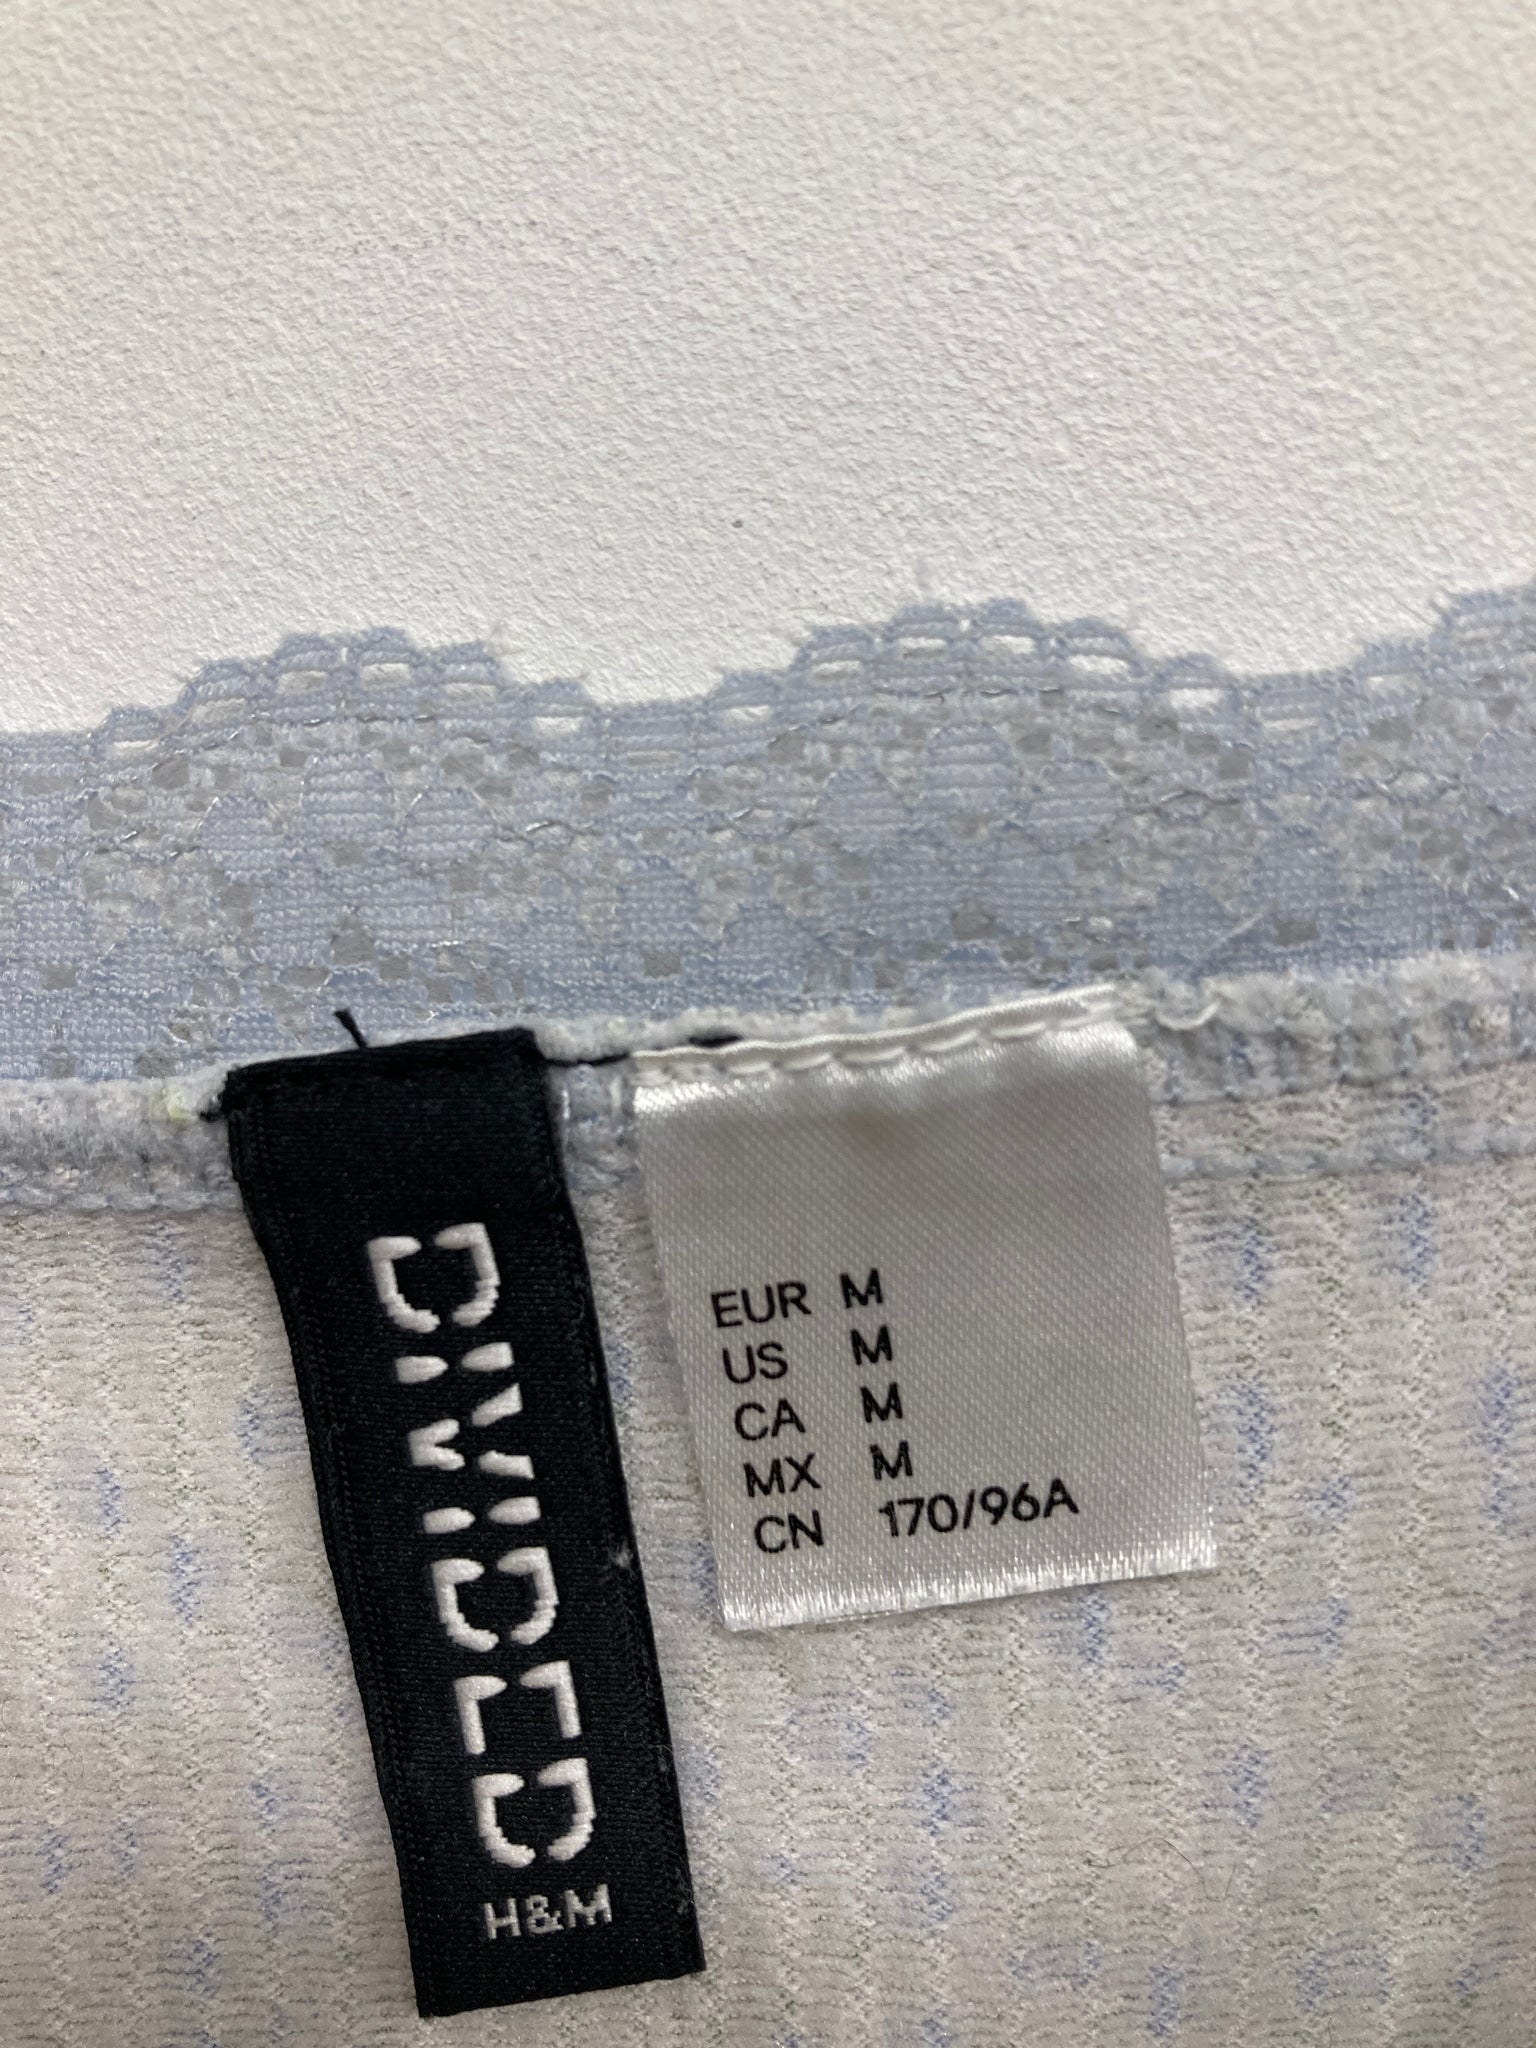 DIVIDED
H&M
EUR M
US M
CA M
MX M
CN 170/96A